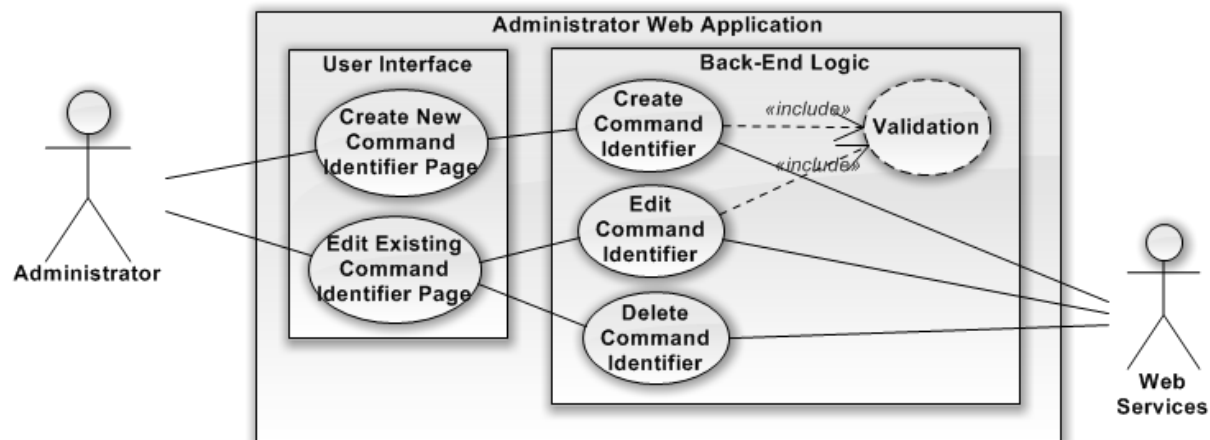 Administrator Web Application
User Interface
Back-End Logic
Create New
Command
Identifier Page
Create
Command
Identifier
«include»
Validation
«include»
Edit Existing
Command
Identifier Page
Edit
Command
Identifier
Delete
Command
Identifier
Administrator
Web
Services